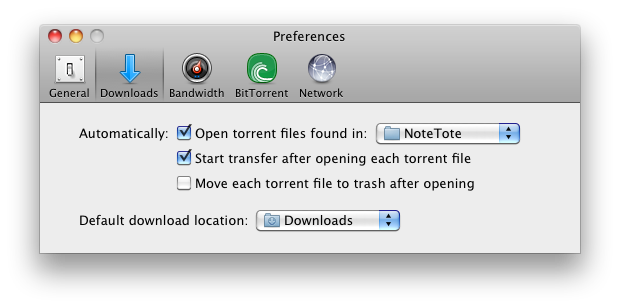 Preferences
General Downloads Bandwidth BitTorrent Network
Automatically: Open torrent files found in: NoteTote
Start transfer after opening each torrent file
Move each torrent file to trash after opening
Default download location: Downloads